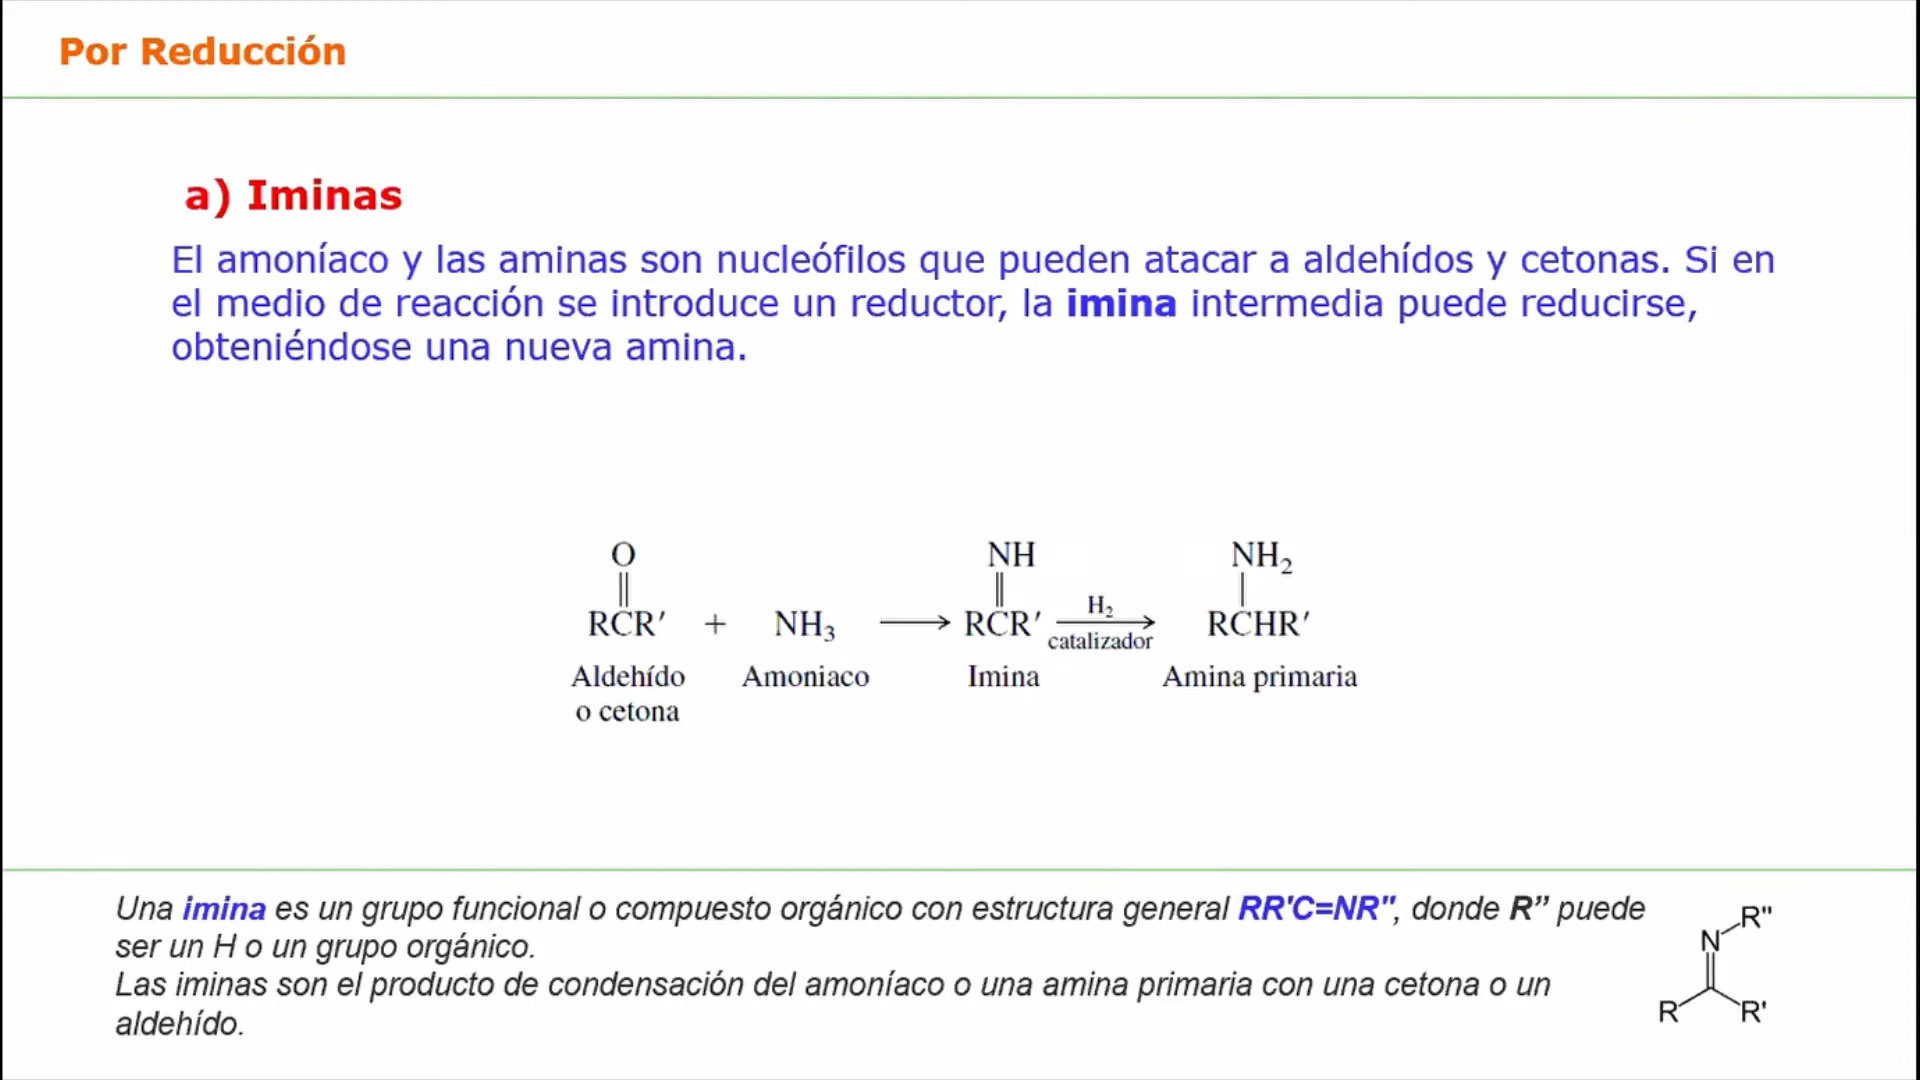 Por Reducción
a) Iminas
El amoníaco y las aminas son nucleófilos que pueden atacar a aldehídos y cetonas. Si en
el medio de reacción se introduce un reductor, la imina intermedia puede reducirse,
obteniéndose una nueva amina.
O NH NH₂
RCR′ + NH₃ ⟶ RCR′ H₂ ⟶ catalizador RCHR′
Aldehído Amoniaco Imina Amina primaria
o cetona
Una imina es un grupo funcional o compuesto orgánico con estructura general RR'C=NR", donde R” puede
ser un H o un grupo orgánico.
Las iminas son el producto de condensación del amoníaco o una amina primaria con una cetona o un
aldehído.
R"
N
R R'